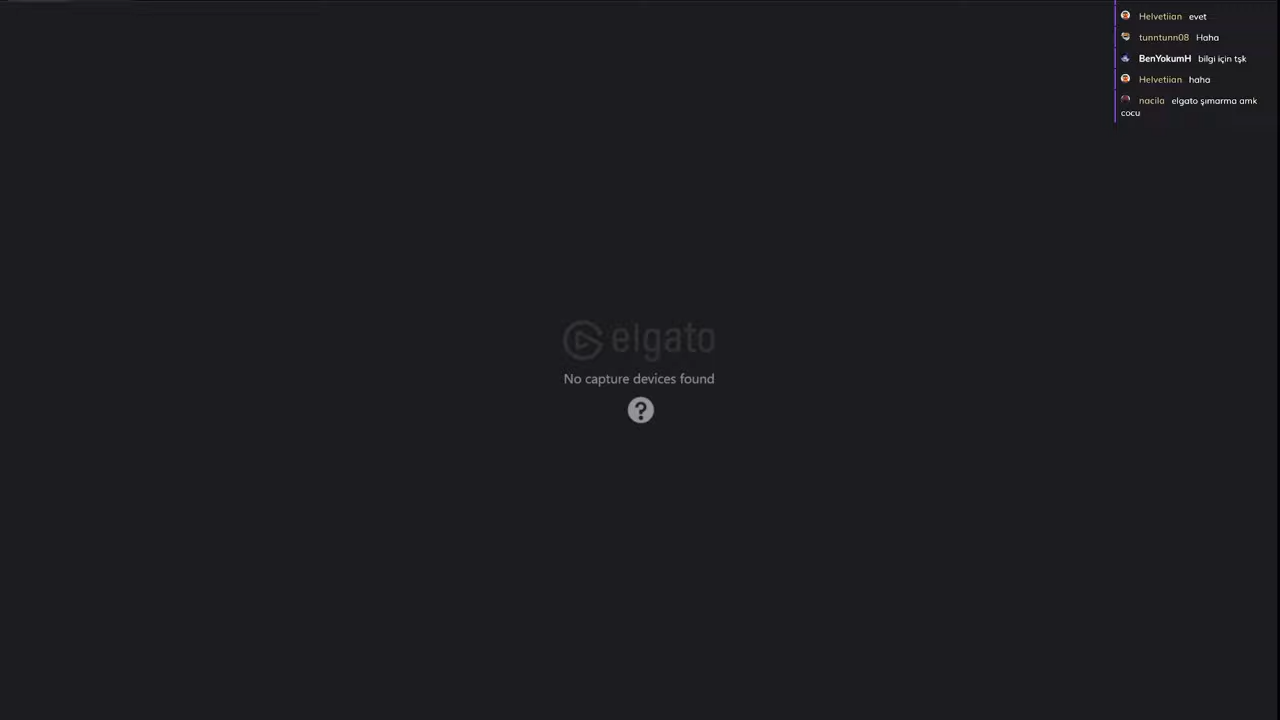 Helvetiian evet
tunntunn08 Haha
BenYokumH bilgi için tşk
Helvetiian haha
nacila elgato şımarma amk
cocu
elgato
No capture devices found
?